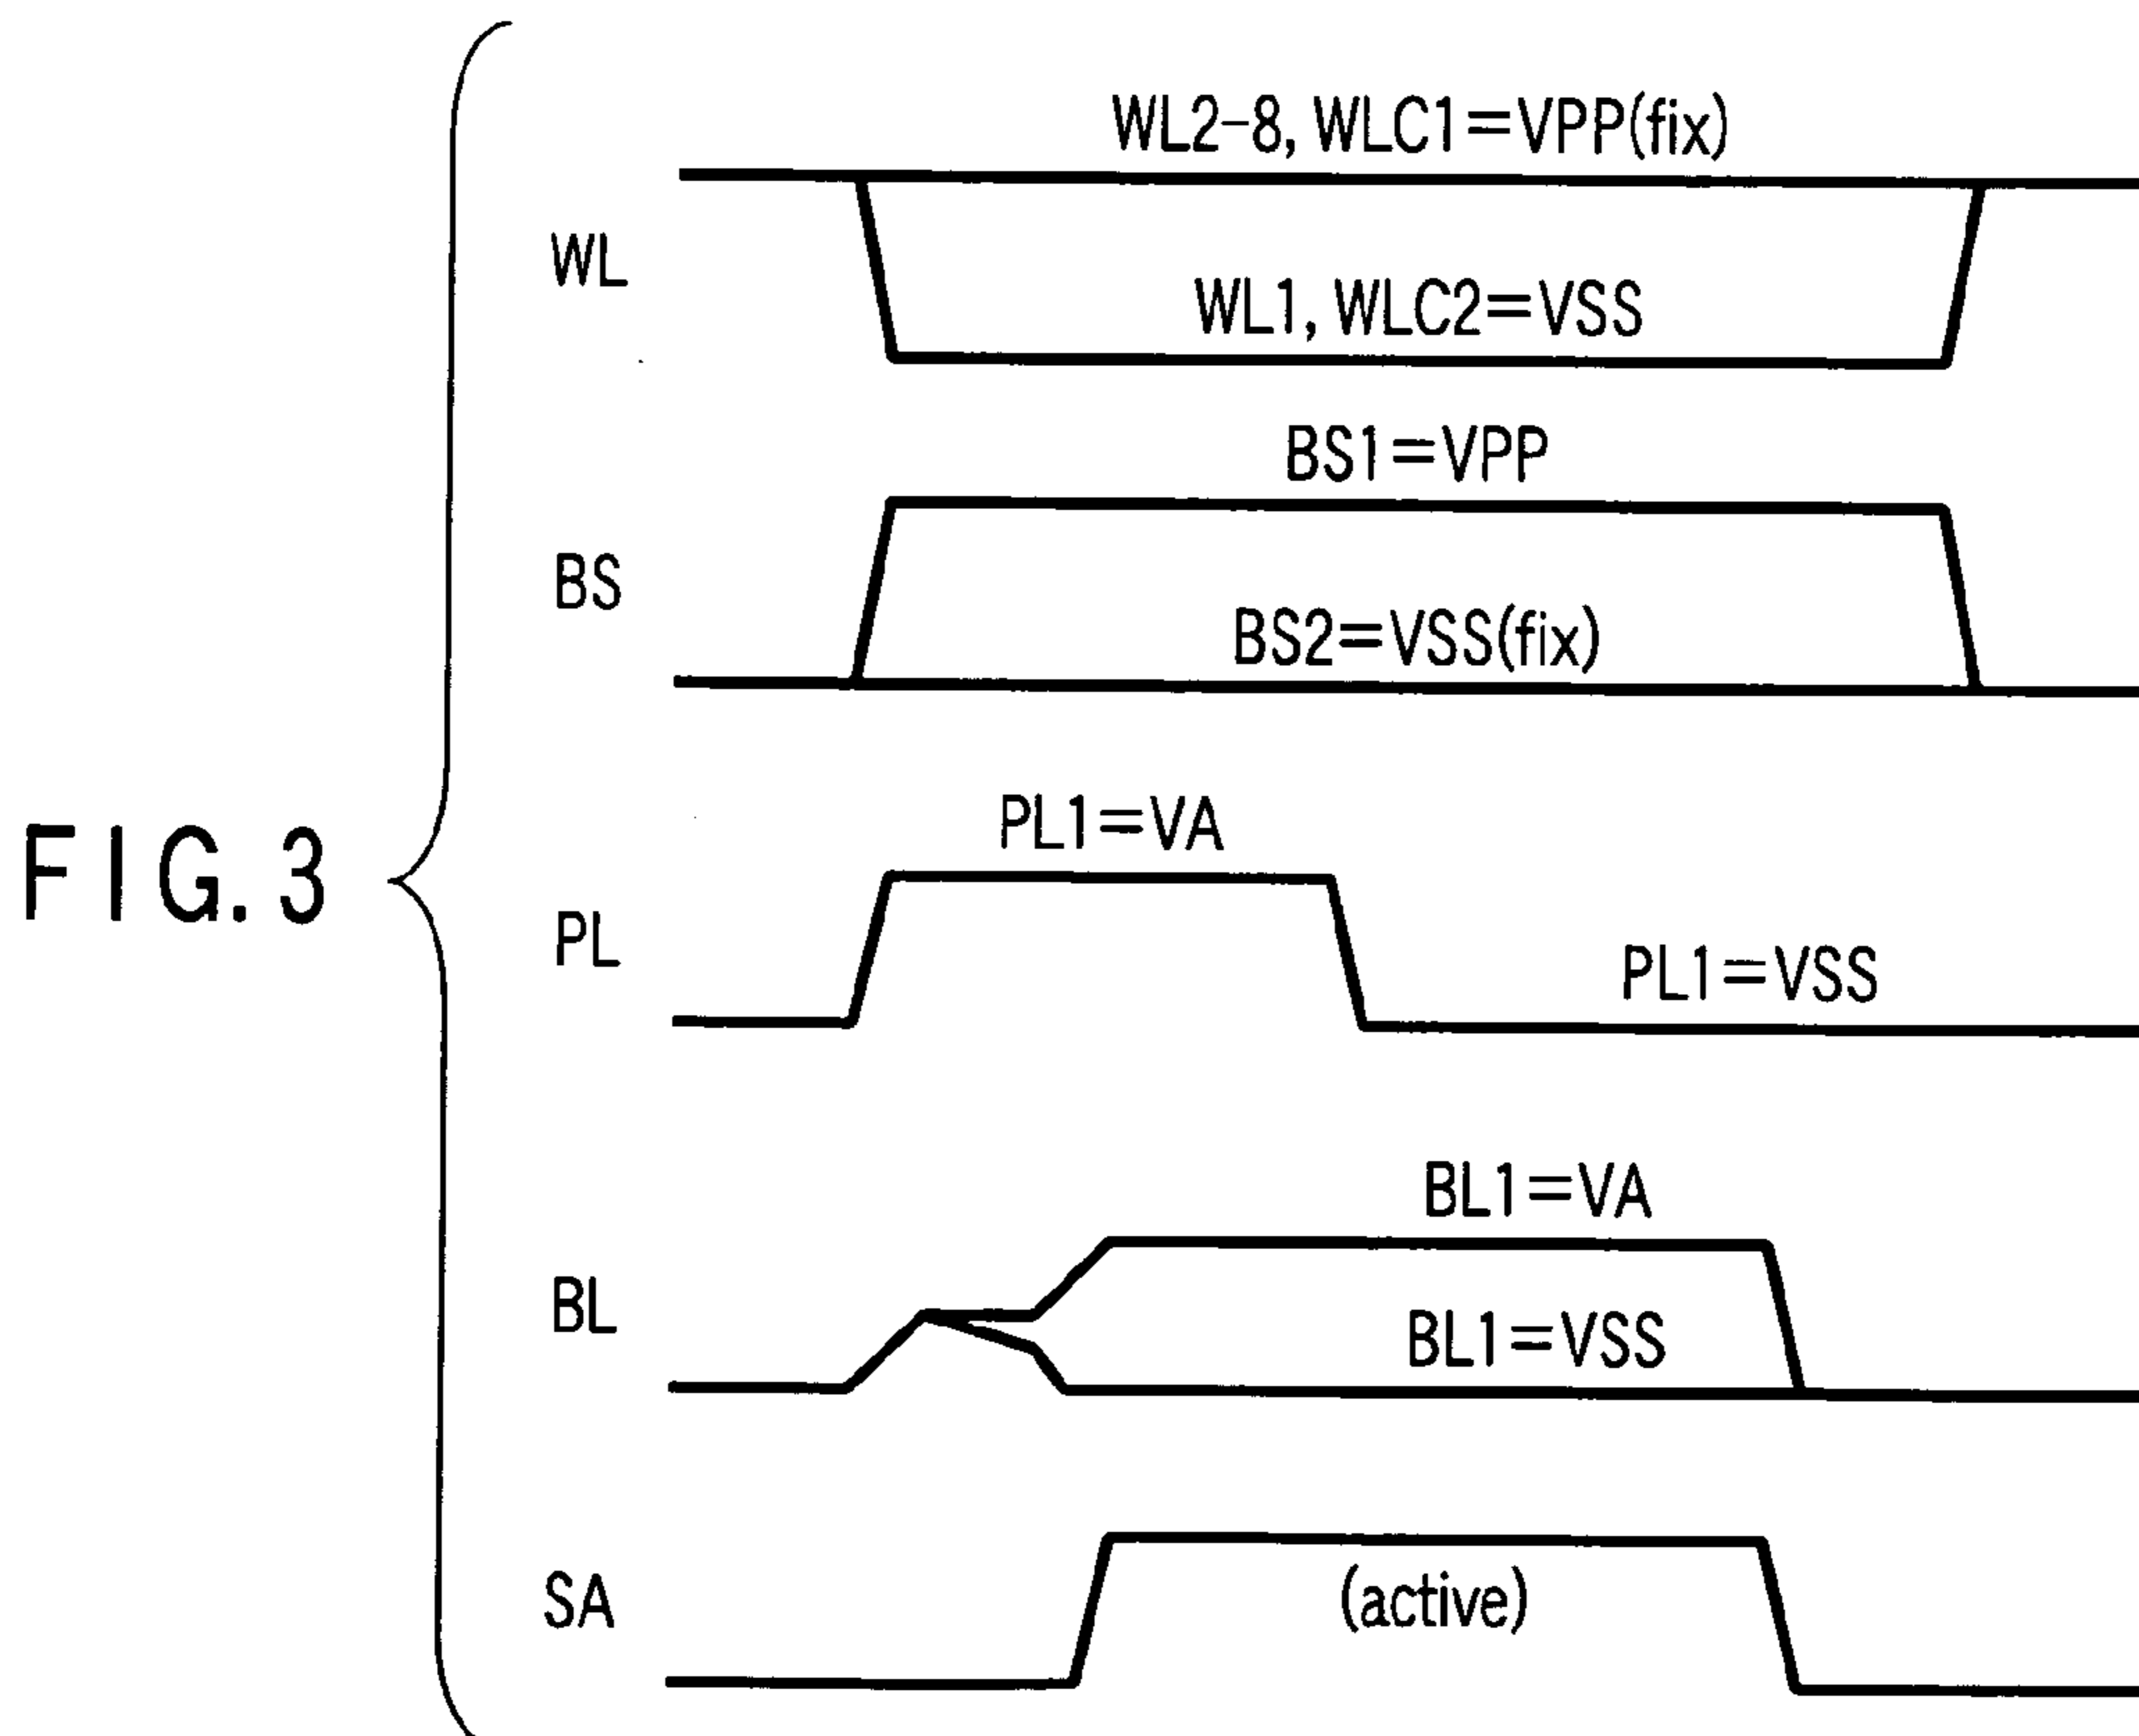 WL2-8, WLC1=VPP(fix)
WL
WL1, WLC2=VSS
BS1=VPP
BS
BS2=VSS(fix)
PL1=VA
FIG.3
PL
PL1=VSS
BL1=VA
BL
BL1=VSS
SA
(active)